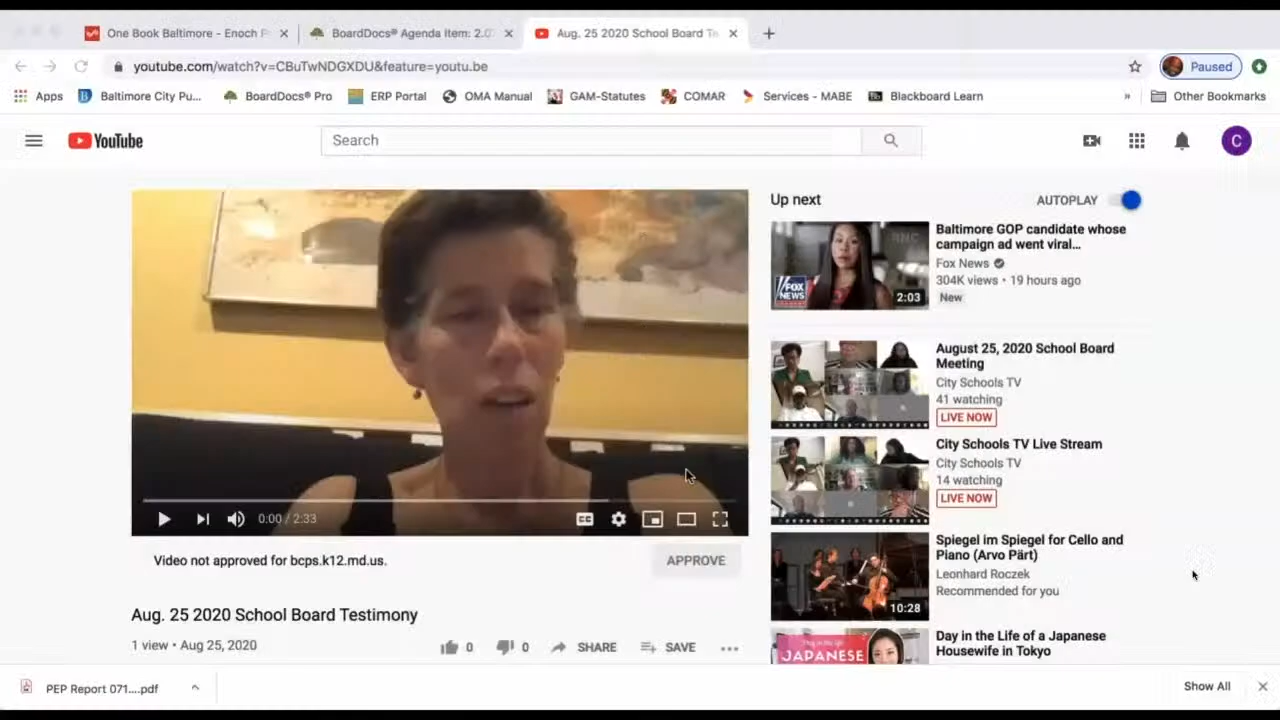 One Book Baltimore - Enoch P
BoardDocs® Agenda Item: 2.0
Aug. 25 2020 School Board Te
youtube.com/watch?v=CBuTwNDGXDU&feature=youtu.be
Paused
Apps
Baltimore City Pu...
BoardDocs® Pro
ERP Portal
OMA Manual
GAM-Statutes
COMAR
Services - MABE
Blackboard Learn
»
Other Bookmarks
YouTube
Search
C
Up next
AUTOPLAY
Baltimore GOP candidate whose
campaign ad went viral...
Fox News
304K views • 19 hours ago
New
FOX
NEWS
2:03
August 25, 2020 School Board
Meeting
City Schools TV
41 watching
LIVE NOW
City Schools TV Live Stream
City Schools TV
14 watching
LIVE NOW
Spiegel im Spiegel for Cello and
Piano (Arvo Pärt)
Leonhard Roczek
Recommended for you
10:28
Day in the Life of a Japanese
Housewife in Tokyo
JAPANESE
CC
0:00 / 2:33
Video not approved for bcps.k12.md.us.
APPROVE
Aug. 25 2020 School Board Testimony
1 view • Aug 25, 2020
0
0
SHARE
SAVE
PEP Report 071....pdf
Show All